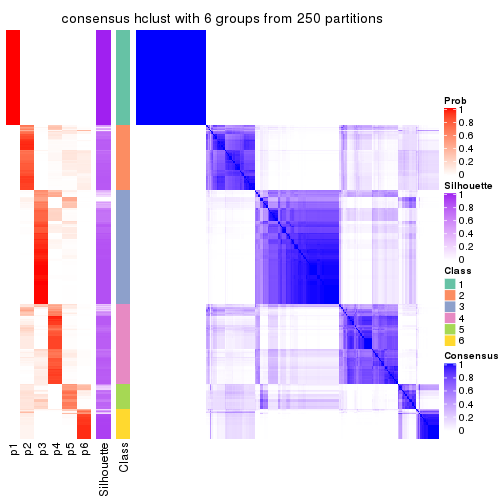 consensus hclust with 6 groups from 250 partitions
Prob
1
0.8
0.6
0.4
0.2
0
Silhouette
1
0.8
0.6
0.4
0.2
0
Class
1
2
3
4
5
6
Consensus
1
0.8
0.6
0.4
0.2
0
p1
p2
p3
p4
p5
p6
Silhouette
Class